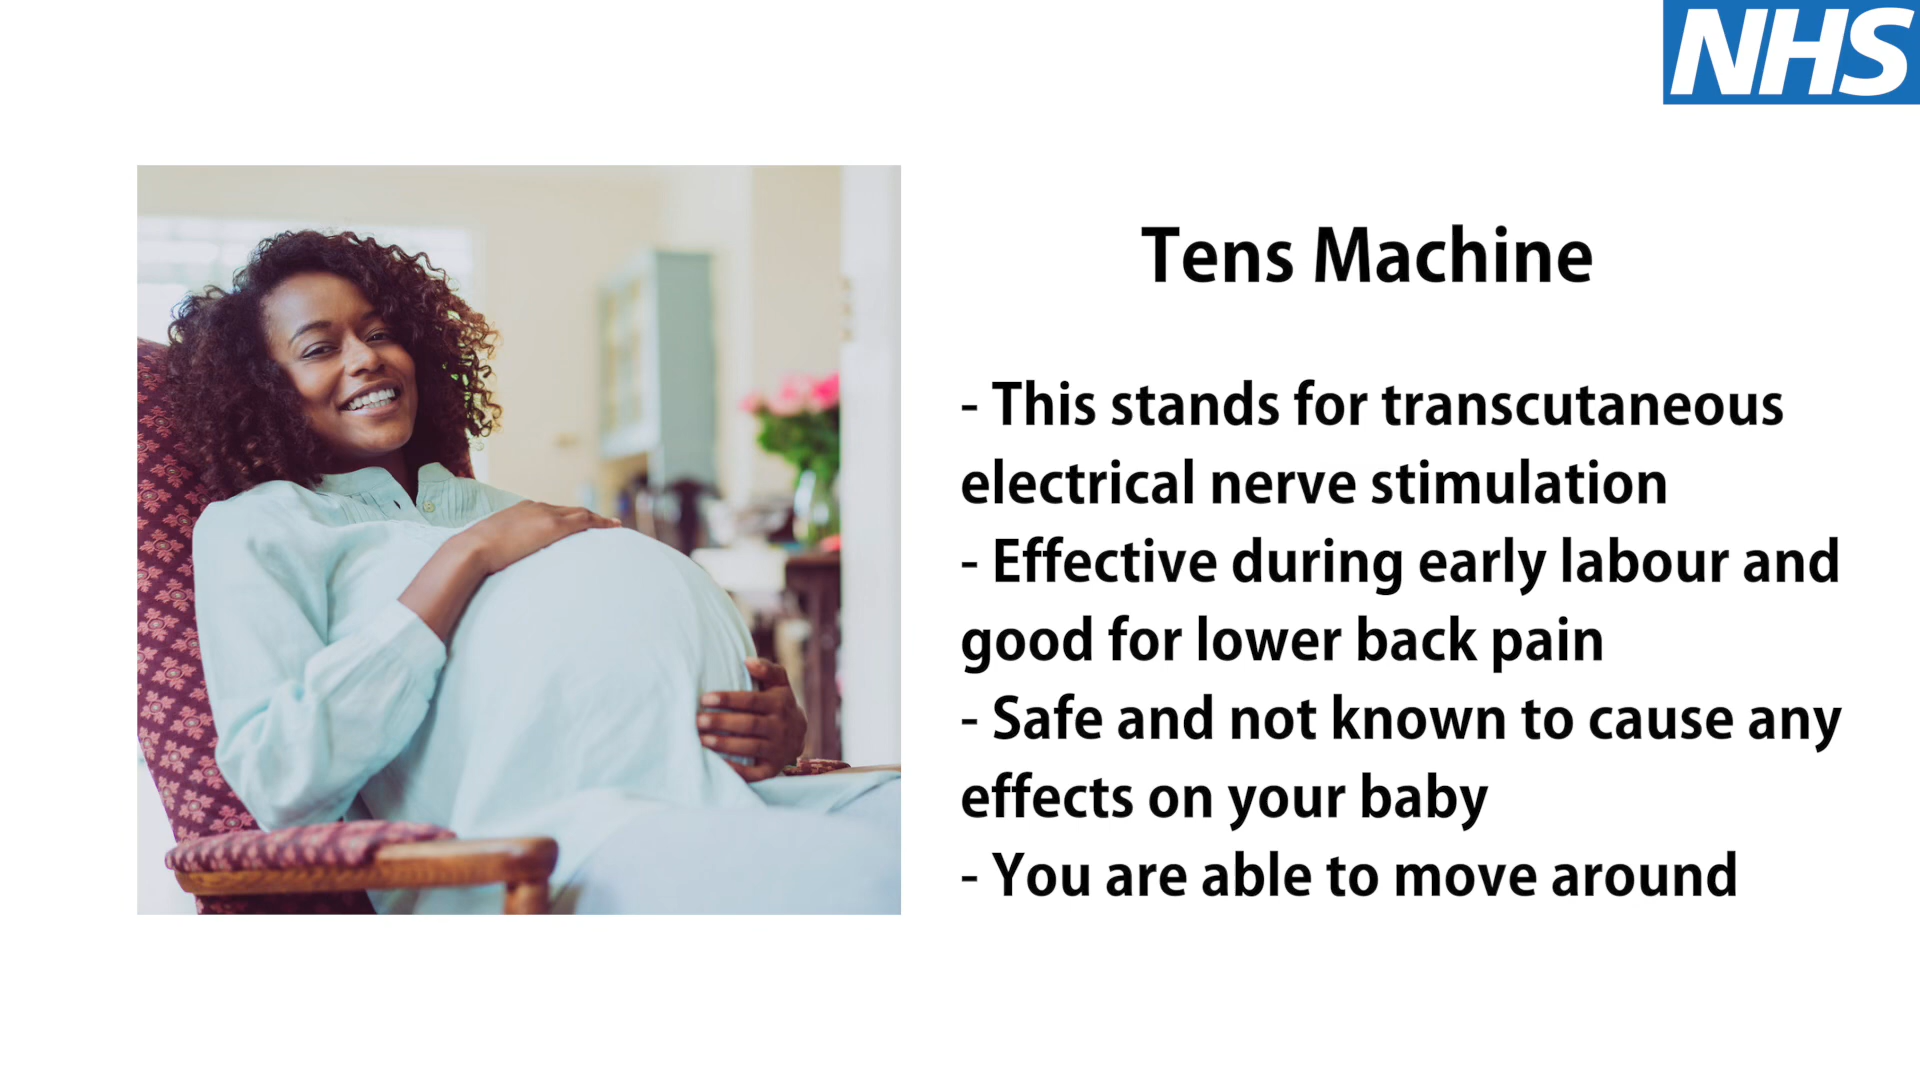 NHS
Tens Machine
- This stands for transcutaneous
electrical nerve stimulation
- Effective during early labour and
good for lower back pain
- Safe and not known to cause any
effects on your baby
- You are able to move around